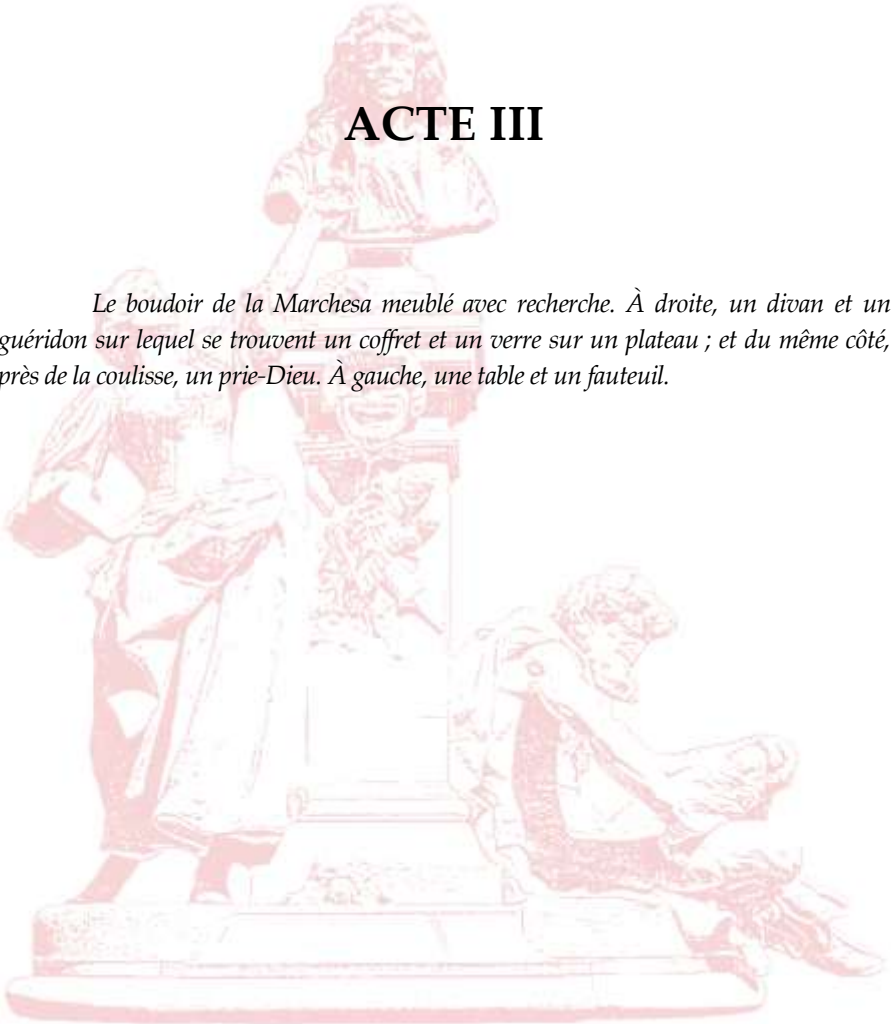 ACTE III
Le boudoir de la Marchesa meublé avec recherche. À droite, un divan et un
guéridon sur lequel se trouvent un coffret et un verre sur un plateau ; et du même côté,
près de la coulisse, un prie-Dieu. À gauche, une table et un fauteuil.